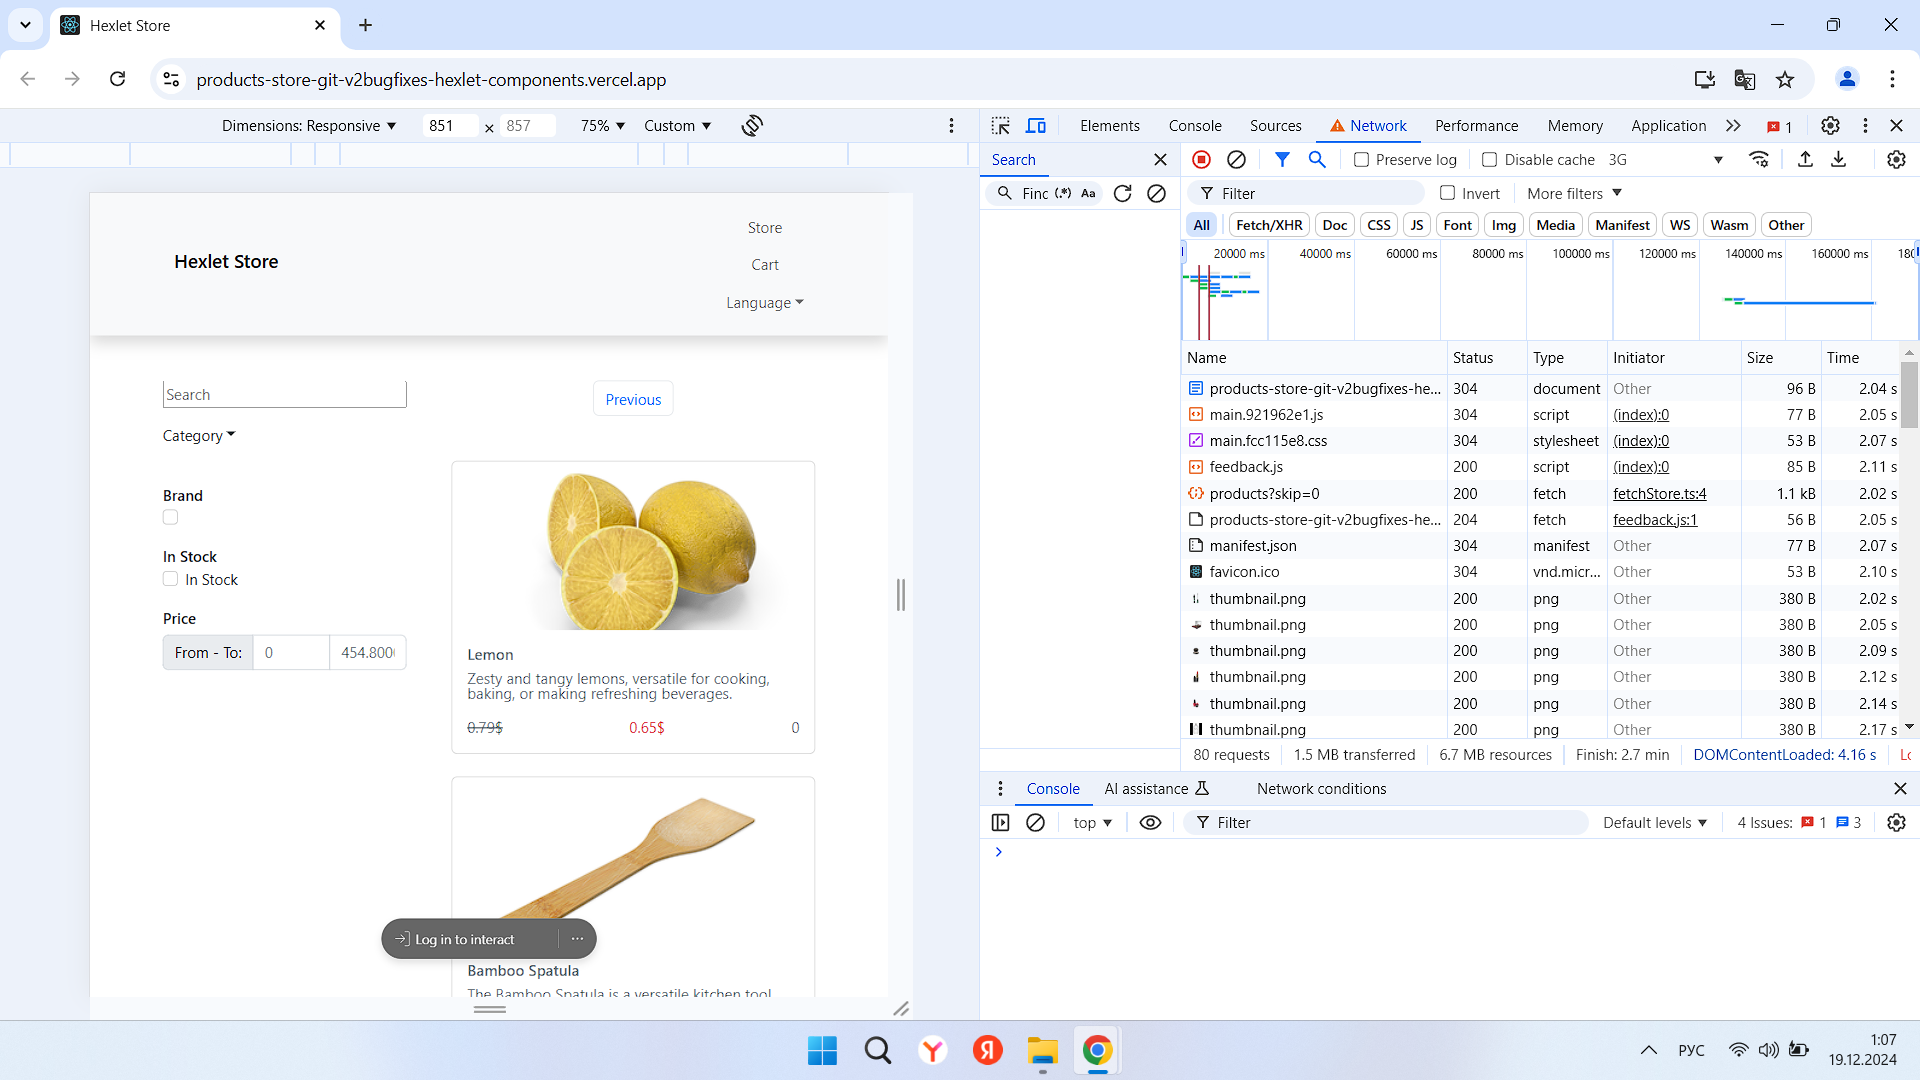 Hexlet Store
products-store-git-v2bugfixes-hexlet-components.vercel.app
Dimensions: Responsive 851 × 857 75% Custom
Elements Console Sources Network Performance Memory Application 1
Search
Preserve log Disable cache 3G
Finc (.*) Aa
Filter Invert More filters
All Fetch/XHR Doc CSS JS Font Img Media Manifest WS Wasm Other
20000 ms 40000 ms 60000 ms 80000 ms 100000 ms 120000 ms 140000 ms 160000 ms 180
Name Status Type Initiator Size Time
products-store-git-v2bugfixes-he... 304 document Other 96 B 2.04 s
main.921962e1.js 304 script (index):0 77 B 2.05 s
main.fcc115e8.css 304 stylesheet (index):0 53 B 2.07 s
feedback.js 200 script (index):0 85 B 2.11 s
products?skip=0 200 fetch fetchStore.ts:4 1.1 kB 2.02 s
products-store-git-v2bugfixes-he... 204 fetch feedback.js:1 56 B 2.05 s
manifest.json 304 manifest Other 77 B 2.07 s
favicon.ico 304 vnd.micr... Other 53 B 2.10 s
thumbnail.png 200 png Other 380 B 2.02 s
thumbnail.png 200 png Other 380 B 2.05 s
thumbnail.png 200 png Other 380 B 2.09 s
thumbnail.png 200 png Other 380 B 2.12 s
thumbnail.png 200 png Other 380 B 2.14 s
thumbnail.png 200 png Other 380 B 2.17 s
80 requests 1.5 MB transferred 6.7 MB resources Finish: 2.7 min DOMContentLoaded: 4.16 s Lo
Console AI assistance Network conditions
top Filter Default levels 4 Issues: 1 3
Hexlet Store
Store
Cart
Language
Search
Category
Brand
In Stock
In Stock
Price
From - To: 0 454.800
Previous
Lemon
Zesty and tangy lemons, versatile for cooking,
baking, or making refreshing beverages.
0.79$ 0.65$ 0
Bamboo Spatula
The Bamboo Spatula is a versatile kitchen tool
Log in to interact
РУС
1:07
19.12.2024